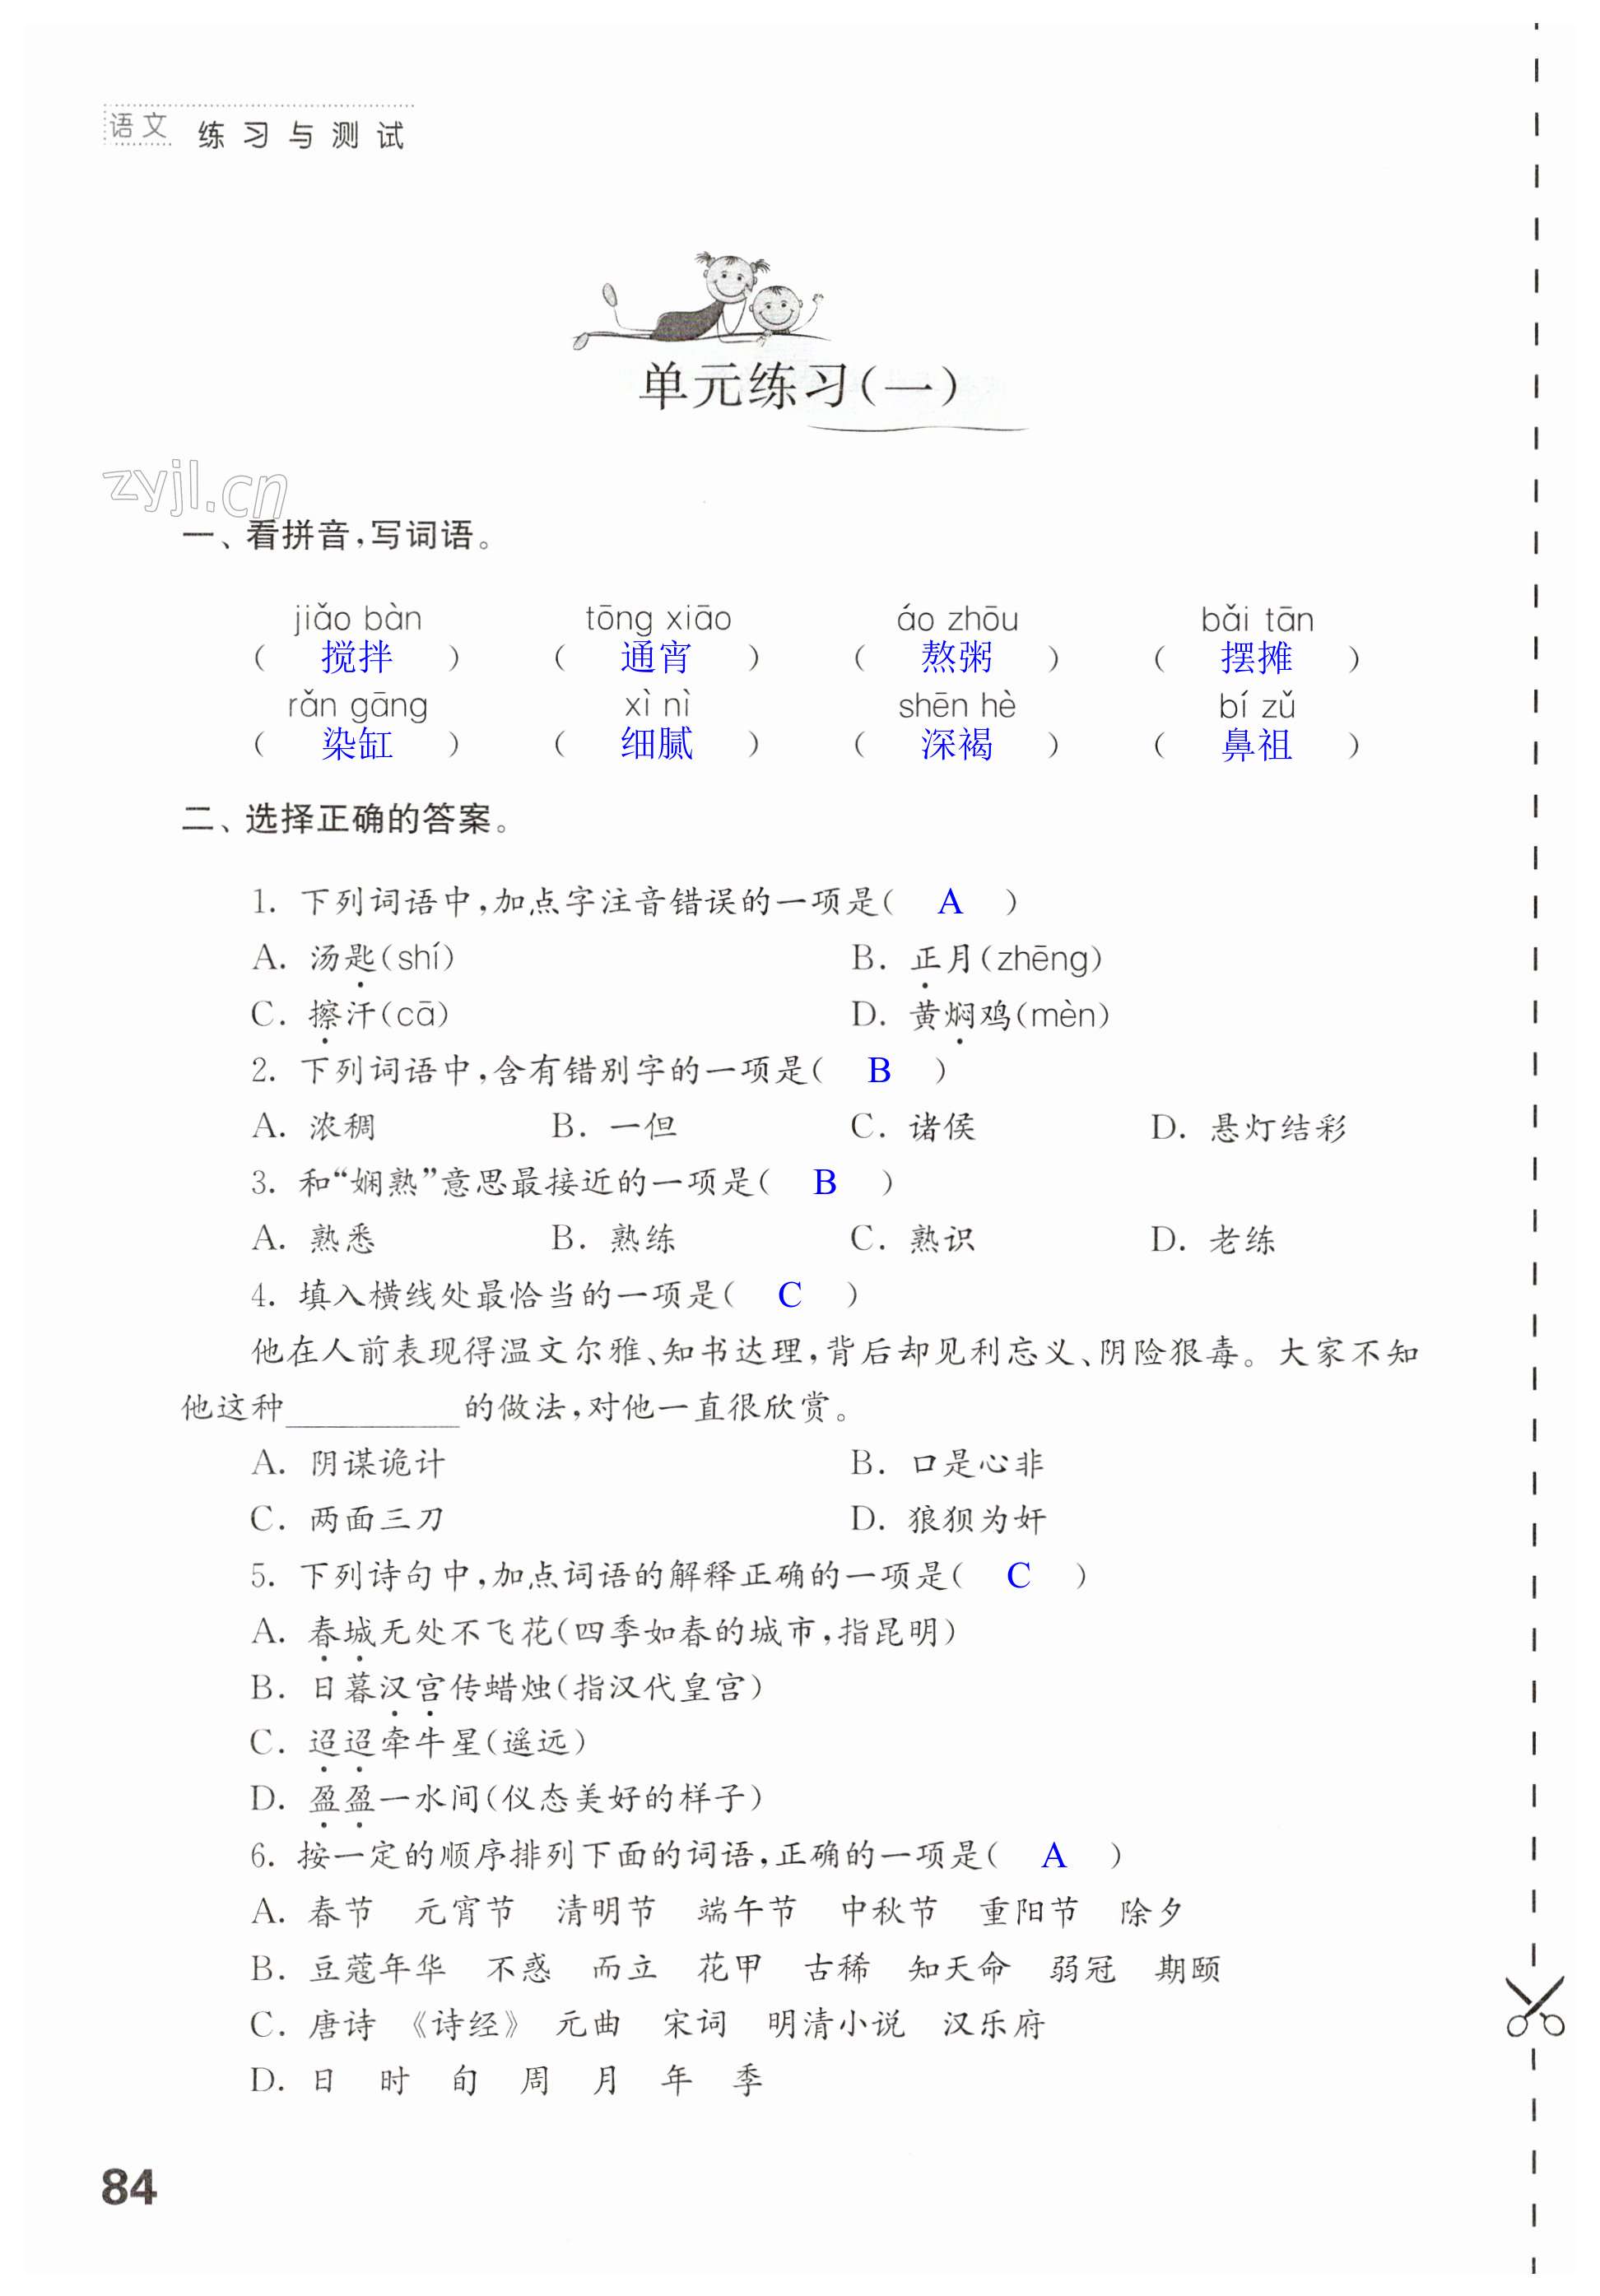 语文 练习与测试
单元练习(一)
zyjl.cn
一、看拼音,写词语。
jiǎo bàn tōng xiāo áo zhōu bǎi tān
( 搅拌 ) ( 通宵 ) ( 熬粥 ) ( 摆摊 )
rǎn gāng xì nì shēn hè bí zǔ
( 染缸 ) ( 细腻 ) ( 深褐 ) ( 鼻祖 )
二、选择正确的答案。
1. 下列词语中,加点字注音错误的一项是( A )
A. 汤匙(shí) B. 正月(zhēng)
C. 擦汗(cā) D. 黄焖鸡(mèn)
2. 下列词语中,含有错别字的一项是( B )
A. 浓稠 B. 一但 C. 诸侯 D. 悬灯结彩
3. 和“娴熟”意思最接近的一项是( B )
A. 熟悉 B. 熟练 C. 熟识 D. 老练
4. 填入横线处最恰当的一项是( C )
他在人前表现得温文尔雅、知书达理,背后却见利忘义、阴险狠毒。大家不知
他这种__________的做法,对他一直很欣赏。
A. 阴谋诡计 B. 口是心非
C. 两面三刀 D. 狼狈为奸
5. 下列诗句中,加点词语的解释正确的一项是( C )
A. 春城无处不飞花(四季如春的城市,指昆明)
B. 日暮汉宫传蜡烛(指汉代皇宫)
C. 迢迢牵牛星(遥远)
D. 盈盈一水间(仪态美好的样子)
6. 按一定的顺序排列下面的词语,正确的一项是( A )
A. 春节 元宵节 清明节 端午节 中秋节 重阳节 除夕
B. 豆蔻年华 不惑 而立 花甲 古稀 知天命 弱冠 期颐
C. 唐诗 《诗经》 元曲 宋词 明清小说 汉乐府
D. 日 时 旬 周 月 年 季
84